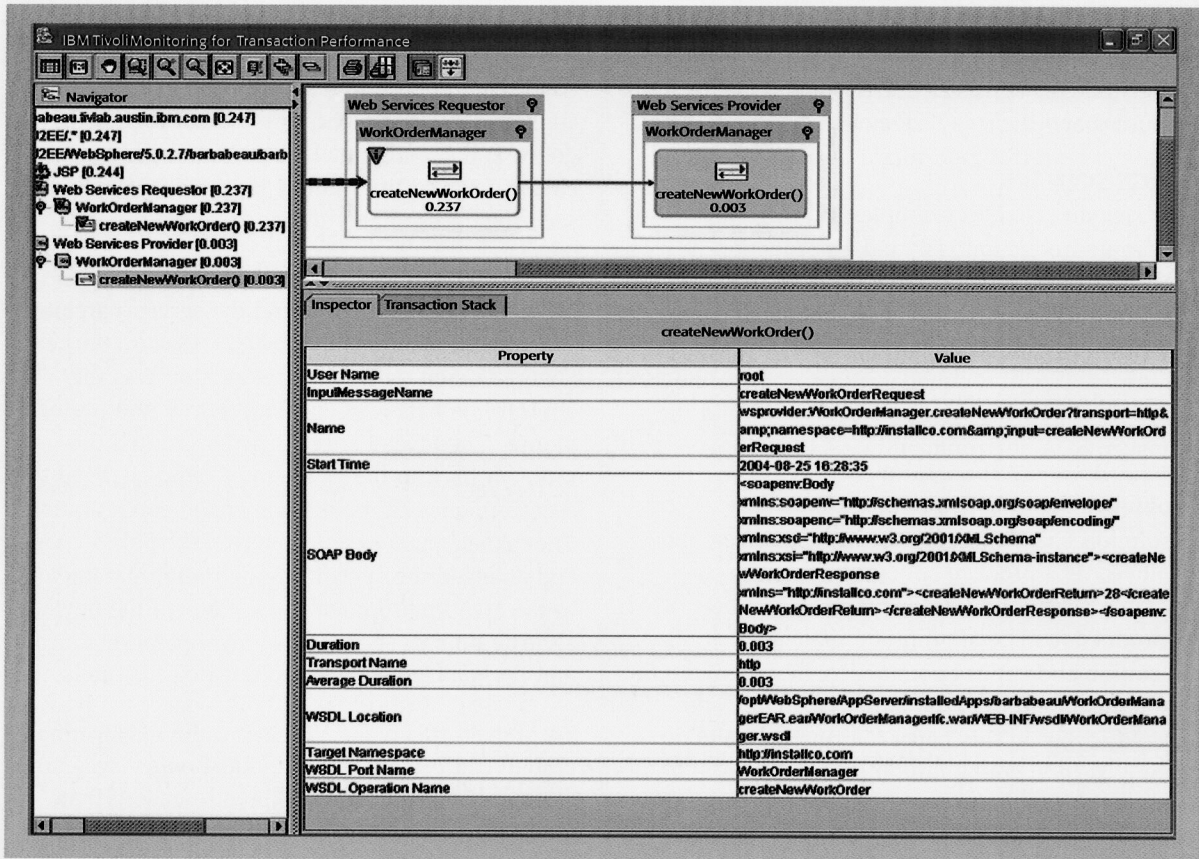 IBM Tivoli Monitoring for Transaction Performance
Navigator
abeau.tivlab.austin.ibm.com [0.247]
J2EE/.* [0.247]
J2EE/WebSphere/5.0.2.7/barbabeau/barb
JSP [0.244]
Web Services Requestor [0.237]
WorkOrderManager [0.237]
createNewWorkOrder() [0.237]
Web Services Provider [0.003]
WorkOrderManager [0.003]
createNewWorkOrder() [0.003]
Web Services Requestor
WorkOrderManager
createNewWorkOrder()
0.237
Web Services Provider
WorkOrderManager
createNewWorkOrder()
0.003
Inspector Transaction Stack
createNewWorkOrder()
Property Value
User Name root
InputMessageName createNewWorkOrderRequest
Name wsprovider:WorkOrderManager.createNewWorkOrder?transport=http&
amp;namespace=http://installco.com&amp;input=createNewWorkOrd
erRequest
Start Time 2004-08-25 16:28:35
SOAP Body <soapenv:Body
xmlns:soapenv="http://schemas.xmlsoap.org/soap/envelope/"
xmlns:soapenc="http://schemas.xmlsoap.org/soap/encoding/"
xmlns:xsd="http://www.w3.org/2001/XMLSchema"
xmlns:xsi="http://www.w3.org/2001/XMLSchema-instance"><createNe
wWorkOrderResponse
xmlns="http://installco.com"><createNewWorkOrderReturn>28</create
NewWorkOrderReturn></createNewWorkOrderResponse></soapenv:
Body>
Duration 0.003
Transport Name http
Average Duration 0.003
WSDL Location /opt/WebSphere/AppServer/installedApps/barbabeau/WorkOrderMana
gerEAR.ear/WorkOrderManagerIfc.war/WEB-INF/wsdl/WorkOrderMana
ger.wsdl
Target Namespace http://installco.com
WSDL Port Name WorkOrderManager
WSDL Operation Name createNewWorkOrder